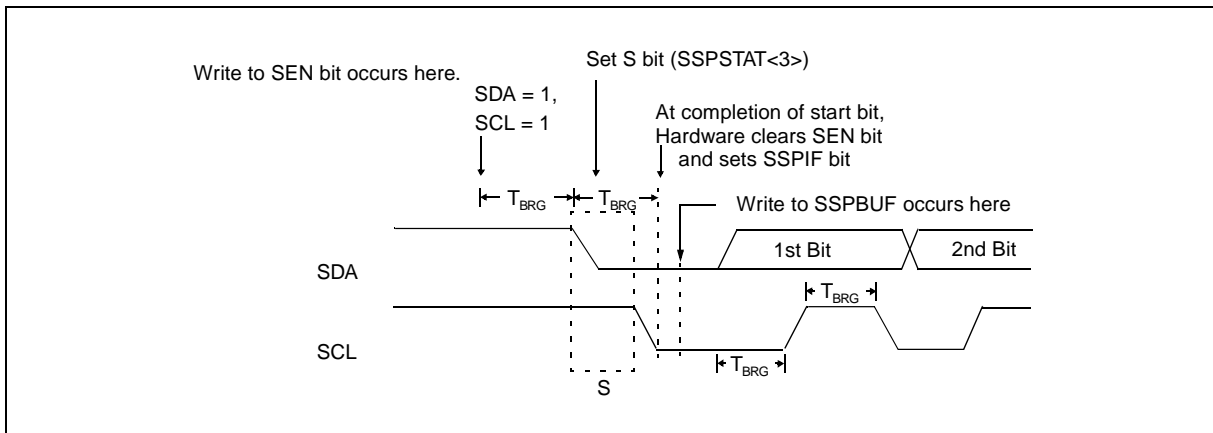 Set S bit (SSPSTAT<3>)
Write to SEN bit occurs here.
SDA = 1,
SCL = 1
At completion of start bit,
Hardware clears SEN bit
and sets SSPIF bit
TBRG
TBRG
Write to SSPBUF occurs here
1st Bit
2nd Bit
SDA
TBRG
SCL
TBRG
S